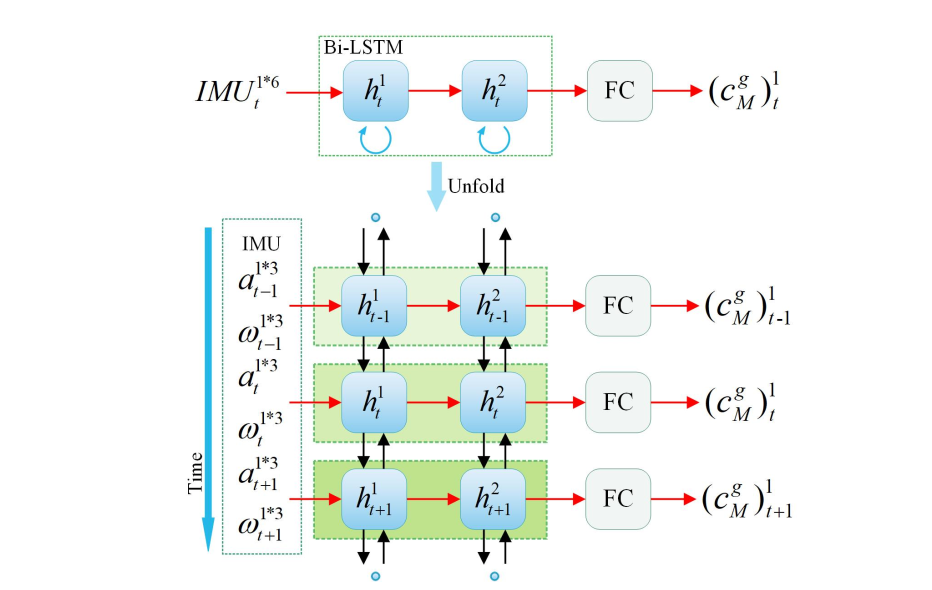 Bi-LSTM
IMU_t^{1*6} h_t^1 h_t^2 FC (c_M^g)_t^1
Unfold
IMU
a_{t-1}^{1*3}
h_{t-1}^1 h_{t-1}^2 FC (c_M^g)_{t-1}^1
ω_{t-1}^{1*3}
a_t^{1*3}
h_t^1 h_t^2 FC (c_M^g)_t^1
ω_t^{1*3}
a_{t+1}^{1*3}
h_{t+1}^1 h_{t+1}^2 FC (c_M^g)_{t+1}^1
ω_{t+1}^{1*3}
Time